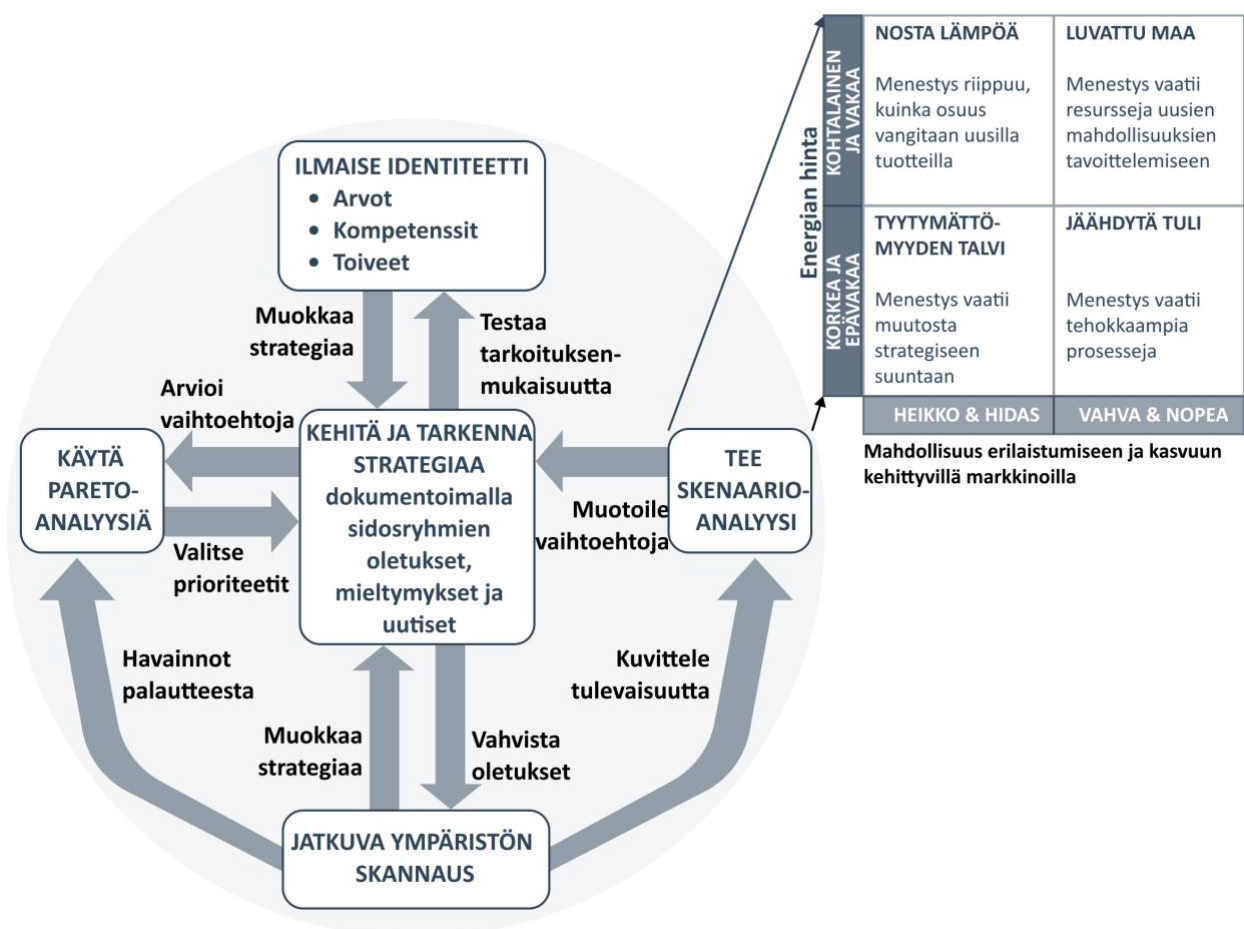 ILMAISE IDENTITEETTI
• Arvot
• Kompetenssit
• Toiveet
Muokkaa
strategiaa
Testaa
tarkoituksen-
mukaisuutta
Arvioi
vaihtoehtoja
KÄYTÄ
PARETO-
ANALYYSIÄ
Valitse
prioriteetit
KEHITÄ JA TARKENNA
STRATEGIAA
dokumentoimalla
sidosryhmien
oletukset,
mieltymykset ja
uutiset
Muotoile
vaihtoehtoja
TEE
SKENAARIO-
ANALYYSI
Havainnot
palautteesta
Kuvittele
tulevaisuutta
Muokkaa
strategiaa
Vahvista
oletukset
JATKUVA YMPÄRISTÖN
SKANNAUS
Energian hinta
KOHTALAINEN
JA VAKAA
NOSTA LÄMPÖÄ
Menestys riippuu,
kuinka osuus
vangitaan uusilla
tuotteilla
LUVATTU MAA
Menestys vaatii
resursseja uusien
mahdollisuuksien
tavoittelemiseen
KORKEA JA
EPÄVAKAA
TYYTYMÄTTÖ-
MYYDEN TALVI
Menestys vaatii
muutosta
strategiseen
suuntaan
JÄÄHDYTÄ TULI
Menestys vaatii
tehokkaampia
prosesseja
HEIKKO & HIDAS
VAHVA & NOPEA
Mahdollisuus erilaistumiseen ja kasvuun
kehittyvillä markkinoilla